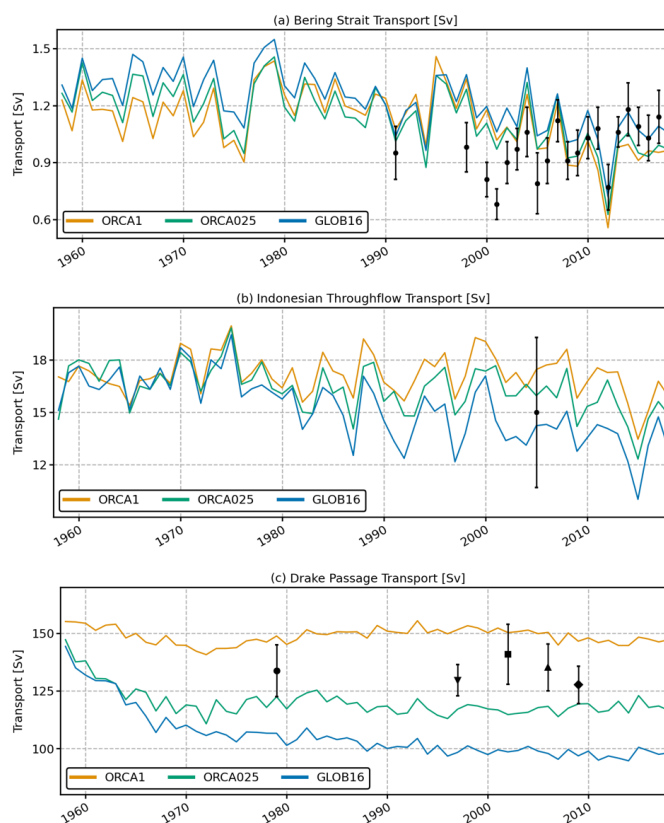 (a) Bering Strait Transport [Sv]
Transport [Sv]
1.5
1.2
0.9
0.6
ORCA1 ORCA025 GLOB16
1960 1970 1980 1990 2000 2010
(b) Indonesian Throughflow Transport [Sv]
Transport [Sv]
18
15
12
ORCA1 ORCA025 GLOB16
1960 1970 1980 1990 2000 2010
(c) Drake Passage Transport [Sv]
Transport [Sv]
150
125
100
ORCA1 ORCA025 GLOB16
1960 1970 1980 1990 2000 2010